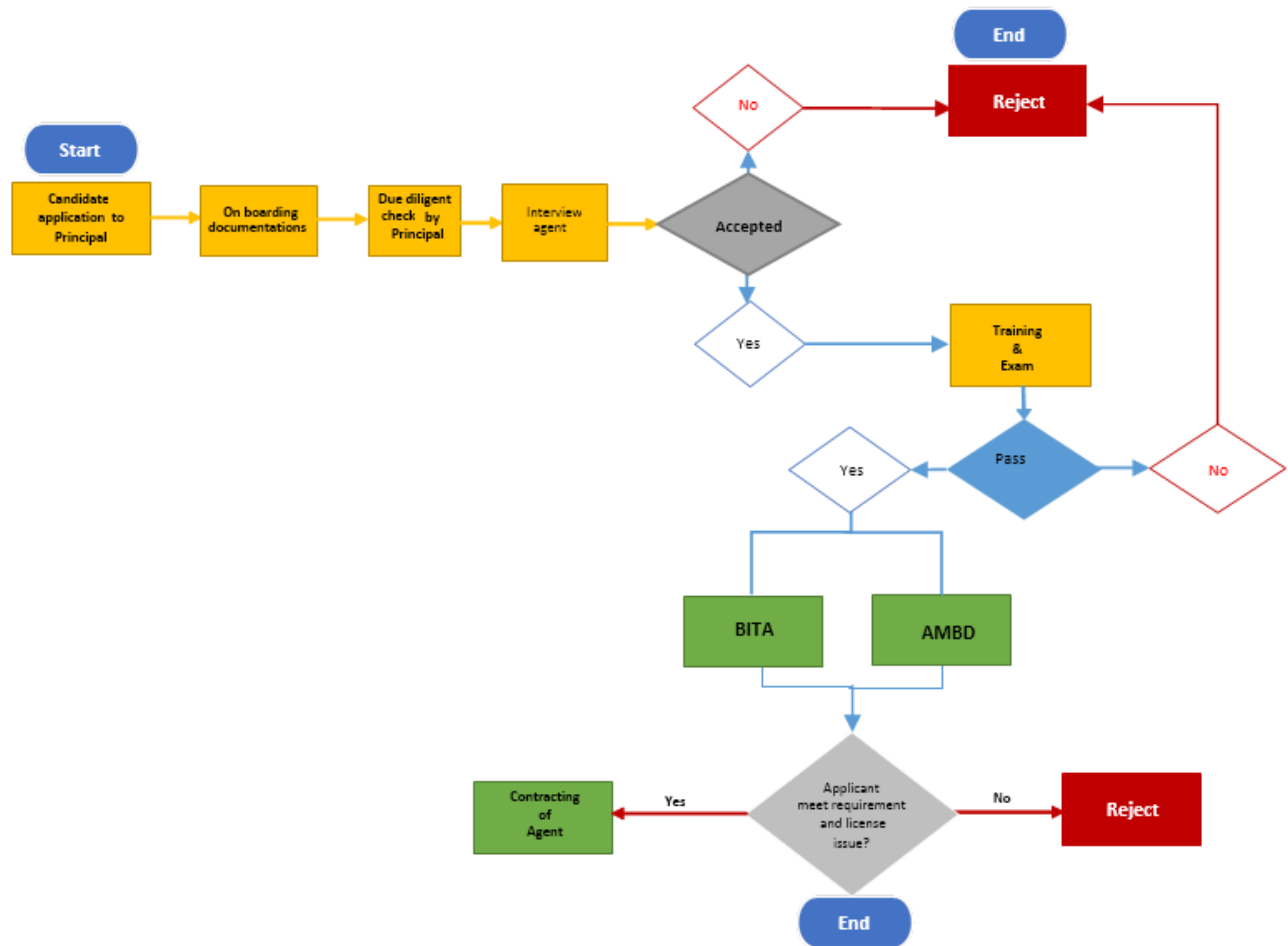 End
Reject
No
Start
Candidate
application to
Principal
On boarding
documentations
Due diligent
check by
Principal
Interview
agent
Accepted
Yes
Training
&
Exam
Yes
Pass
No
BITA
AMBD
Contracting
of
Agent
Yes
Applicant
meet requirement
and license
issue?
No
Reject
End